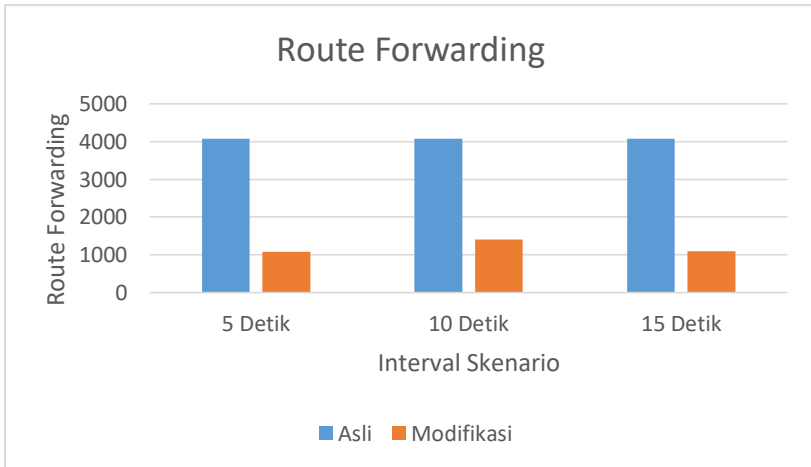 Route Forwarding
Route Forwarding
5000
4000
3000
2000
1000
0
5 Detik
10 Detik
15 Detik
Interval Skenario
Asli
Modifikasi